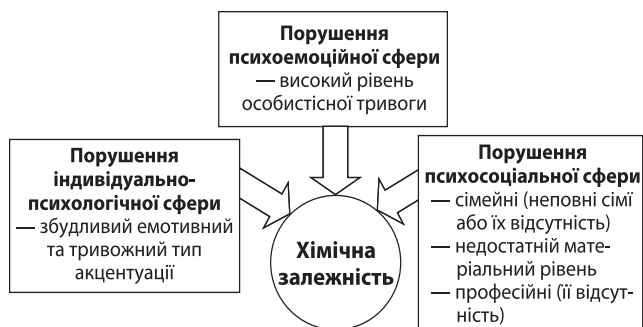 Порушення
психоемоційної сфери
— високий рівень
особистісної тривоги
Порушення
індивідуально-
психологічної сфери
— збудливий емотивний
та тривожний тип
акцентуації
Порушення
психосоціальної сфери
— сімейні (неповні сімї
або їх відсутність)
— недостатній мате-
ріальний рівень
— професійні (її відсут-
ність)
Хімічна
залежність